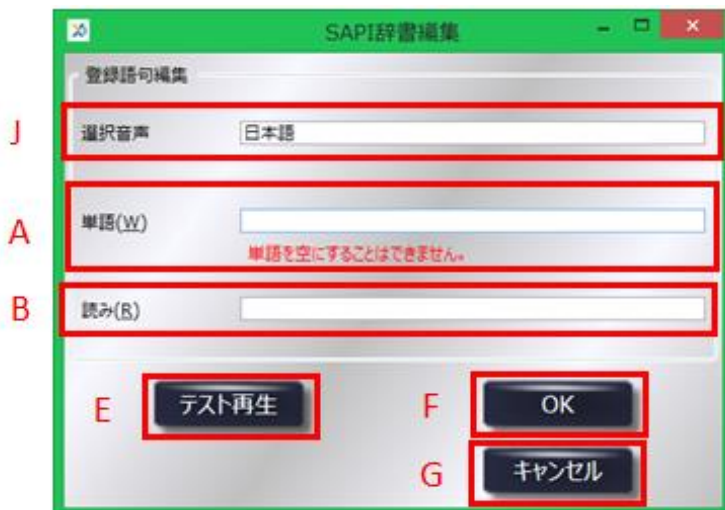 SAPI辞書編集
登録語句編集
J 選択音声 日本語
A 単語(W)
単語を空にすることはできません。
B 読み(R)
E テスト再生 F OK
G キャンセル